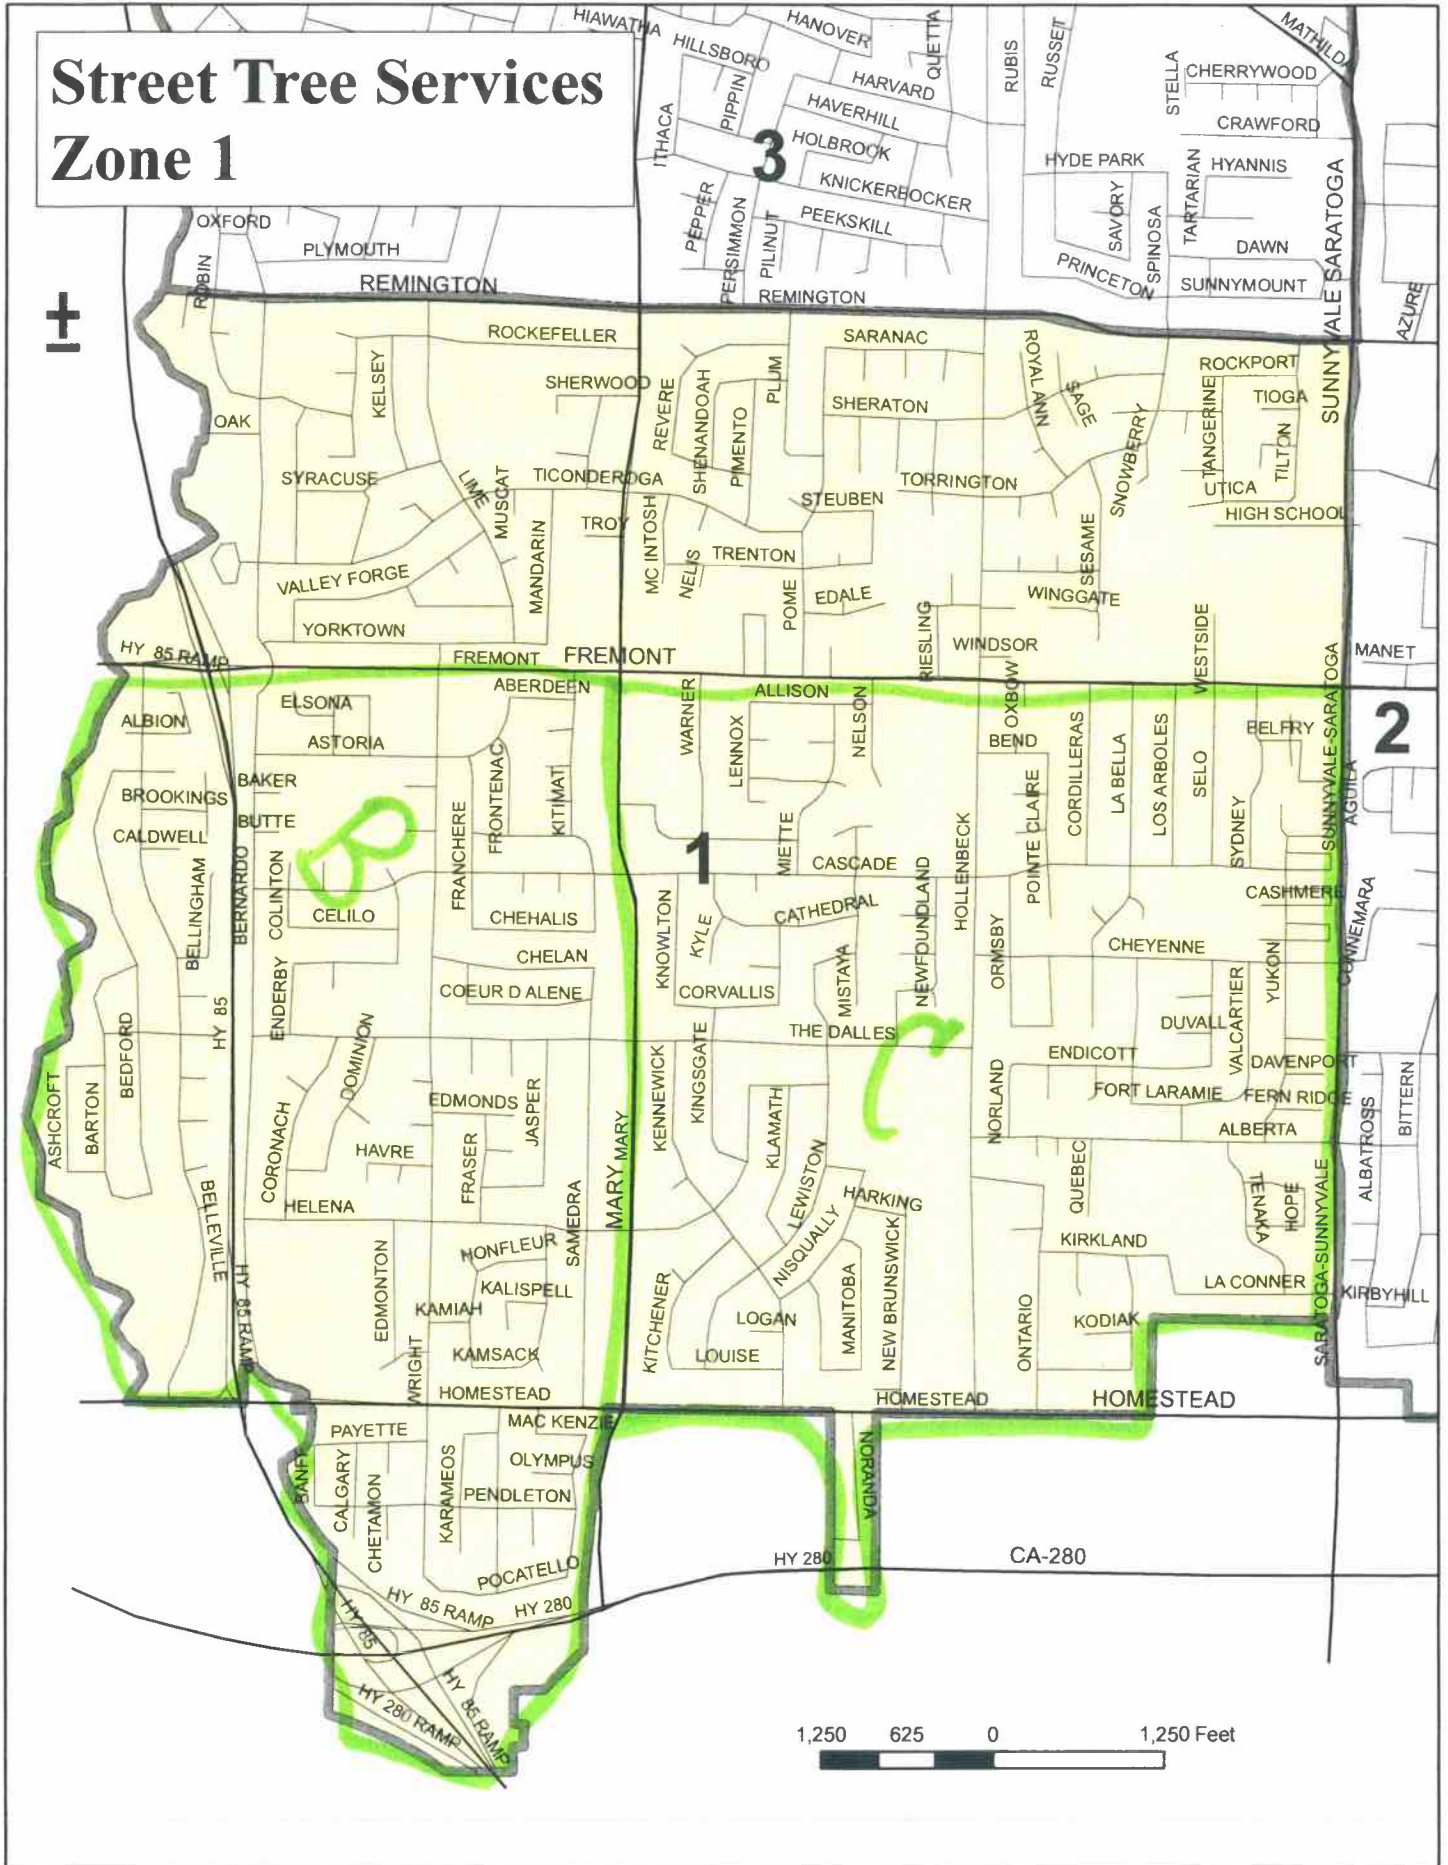 Street Tree Services
Zone 1
HIAWATHA
HANOVER
QUETTA
MATHILDA
HILLSBORO
RUBIS
RUSSETT
STELLA
CHERRYWOOD
PIPPIN
HARVARD
HAVERHILL
ITHACA
3
HOLBROOK
CRAWFORD
HYDE PARK
TARTARIAN
HYANNIS
KNICKERBOCKER
PEPPER
PERSIMMON
PILINUT
PEEKSKILL
SAVORY
SPINOSA
SUNNYVALE SARATOGA
OXFORD
PLYMOUTH
DAWN
ROBIN
REMINGTON
REMINGTON
PRINCETON
SUNNYMOUNT
AZURE
±
ROCKEFELLER
SARANAC
ROYAL ANN
ROCKPORT
KELSEY
SHERWOOD
REVERE
SHENANDOAH
PLUM
SAGE
TANGERINE
TIOGA
OAK
PIMENTO
SHERATON
SNOWBERRY
TILTON
SYRACUSE
LIME
MUSCAT
TICONDEROGA
TORRINGTON
UTICA
STEUBEN
TROY
MC INTOSH
HIGH SCHOOL
MANDARIN
NELIS
TRENTON
SESAME
VALLEY FORGE
POME
EDALE
WINGGATE
YORKTOWN
RIESLING
WINDSOR
WESTSIDE
HY 85 RAMP
FREMONT
FREMONT
MANET
ABERDEEN
WARNER
ALLISON
OXBOW
SUNNYVALE-SARATOGA
ELSONA
ALBION
LENNOX
NELSON
BELFRY
2
ASTORIA
BEND
CORDILLERAS
LA BELLA
LOS ARBOLES
SELO
BAKER
FRONTENAC
KITIMAT
AGUILA
BROOKINGS
B
POINTE CLAIRE
SYDNEY
BUTTE
FRANCHERE
CALDWELL
1
MIETTE
CASCADE
HOLLENBECK
BELLINGHAM
BERNARDO
COLINTON
NEWFOUNDLAND
CASHMERE
CELILO
CHEHALIS
KNOWLTON
KYLE
CATHEDRAL
CONNEMARA
CHELAN
ORMSBY
CHEYENNE
YUKON
ENDERBY
COEUR D ALENE
CORVALLIS
MISTAYA
VALCARTIER
HY 85
THE DALLES
DUVALL
BEDFORD
DOMINION
KINGSGATE
C
ENDICOTT
DAVENPORT
ASHCROFT
BARTON
JASPER
KENNEWICK
NORLAND
FORT LARAMIE
FERN RIDGE
BITTERN
CORONACH
EDMONDS
KLAMATH
ALBERTA
ALBATROSS
MARY
MARY
HAVRE
FRASER
QUEBEC
BELLEVILLE
LEWISTON
HARKING
TENAKA
HOPE
HELENA
SAMEDRA
SARATOGA-SUNNYVALE
HONFLEUR
NISQUALLY
KIRKLAND
EDMONTON
KALISPELL
MANITOBA
NEW BRUNSWICK
LA CONNER
KIRBYHILL
HY 85 RAMP
KAMIAH
KITCHENER
LOGAN
ONTARIO
KODIAK
WRIGHT
KAMSACK
LOUISE
HOMESTEAD
HOMESTEAD
HOMESTEAD
MAC KENZIE
PAYETTE
BANFF
CALGARY
CHETAMON
KARAMEOS
OLYMPUS
NORANDA
PENDLETON
HY 280
CA-280
POCATELLO
HY 85 RAMP
HY 280
HY 85
HY 280 RAMP
HY 85 RAMP
1,250 625 0 1,250 Feet